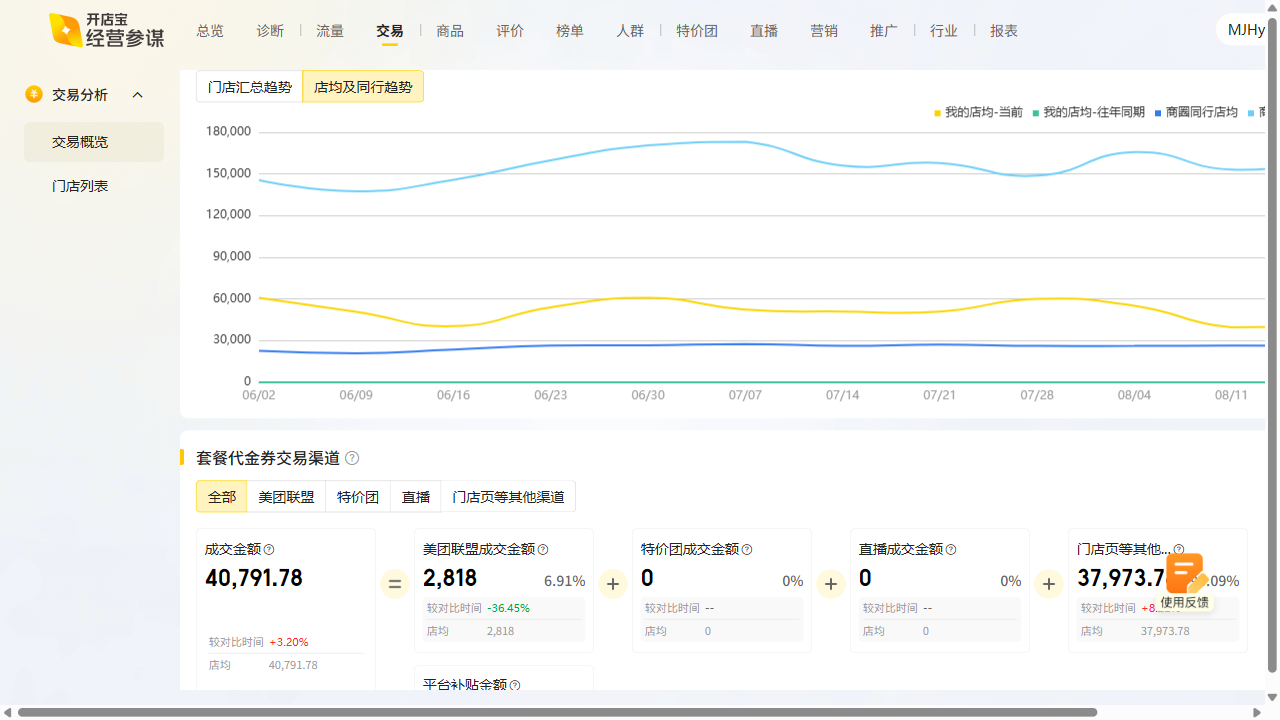 开店宝
经营参谋
总览 诊断 流量 交易 商品 评价 榜单 人群 特价团 直播 营销 推广 行业 报表
MJHy
交易分析
交易概览
门店列表
门店汇总趋势 店均及同行趋势
我的店均-当前 我的店均-往年同期 商圈同行店均
180,000
150,000
120,000
90,000
60,000
30,000
0
06/02 06/09 06/16 06/23 06/30 07/07 07/14 07/21 07/28 08/04 08/11
套餐代金券交易渠道
全部 美团联盟 特价团 直播 门店页等其他渠道
成交金额
40,791.78
较对比时间 +3.20%
店均 40,791.78
=
美团联盟成交金额
2,818 6.91%
较对比时间 -36.45%
店均 2,818
+
特价团成交金额
0 0%
较对比时间 --
店均 0
+
直播成交金额
0 0%
较对比时间 --
店均 0
+
门店页等其他...
37,973.7 .09%
较对比时间 +8.
店均 37,973.78
使用反馈
平台补贴金额